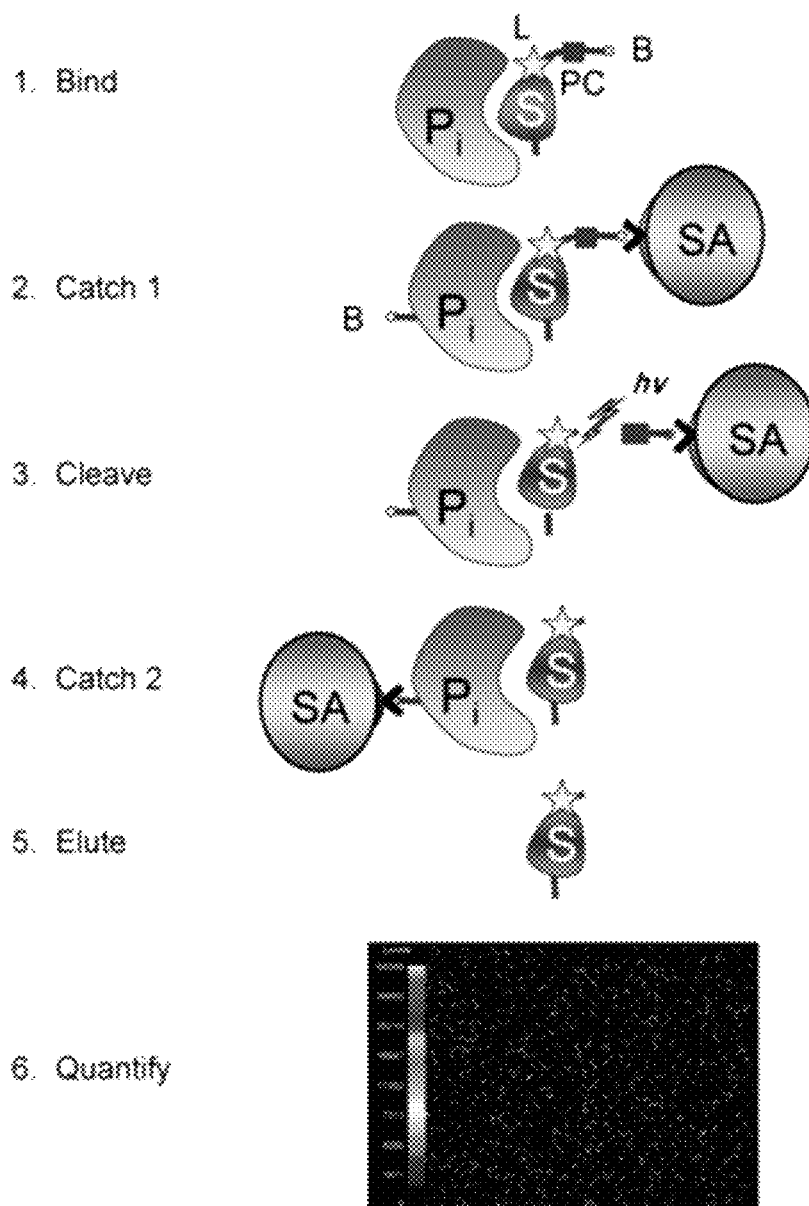 L
B
1. Bind
PC
S
Pi
SA
2. Catch 1
S
B
Pi
hν
SA
3. Cleave
S
Pi
S
4. Catch 2
SA
Pi
5. Elute
S
6. Quantify